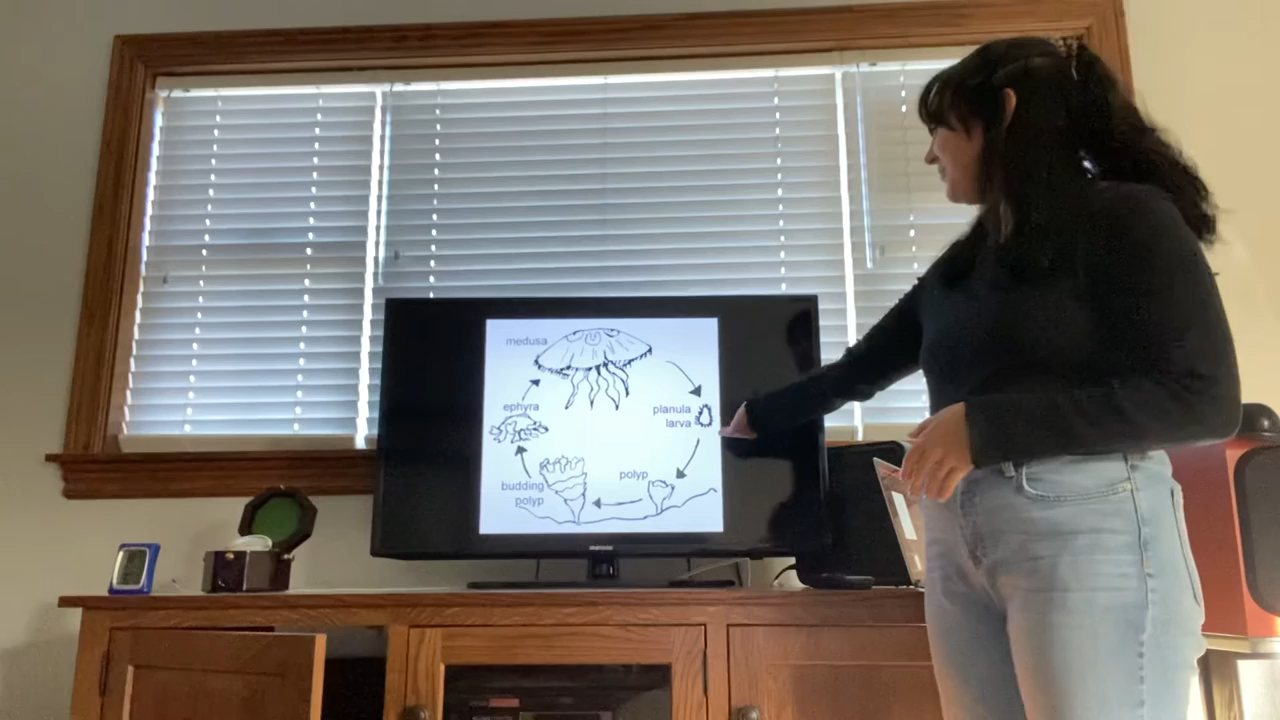 medusa
ephyra
planula
larva
polyp
budding
polyp